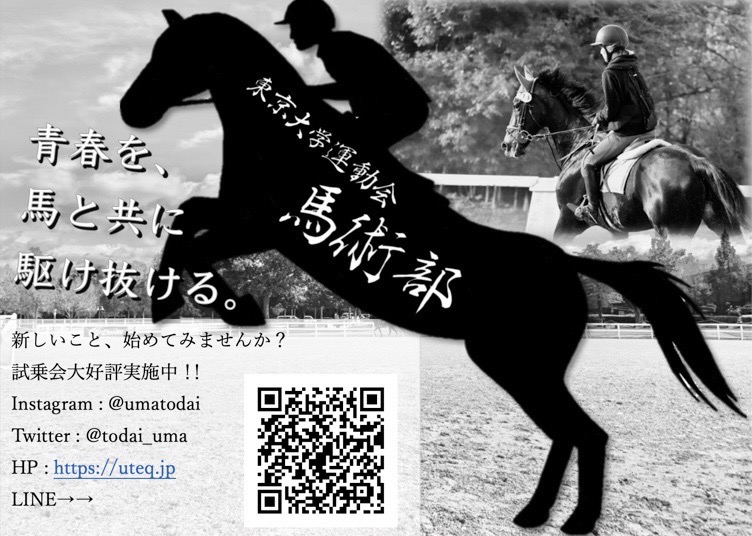 東京大学運動会
馬術部
青春を、
馬と共に
駆け抜ける。
新しいこと、始めてみませんか？
試乗会大好評実施中 !!
Instagram : @umatodai
Twitter : @todai_uma
HP : https://uteq.jp
LINE→→